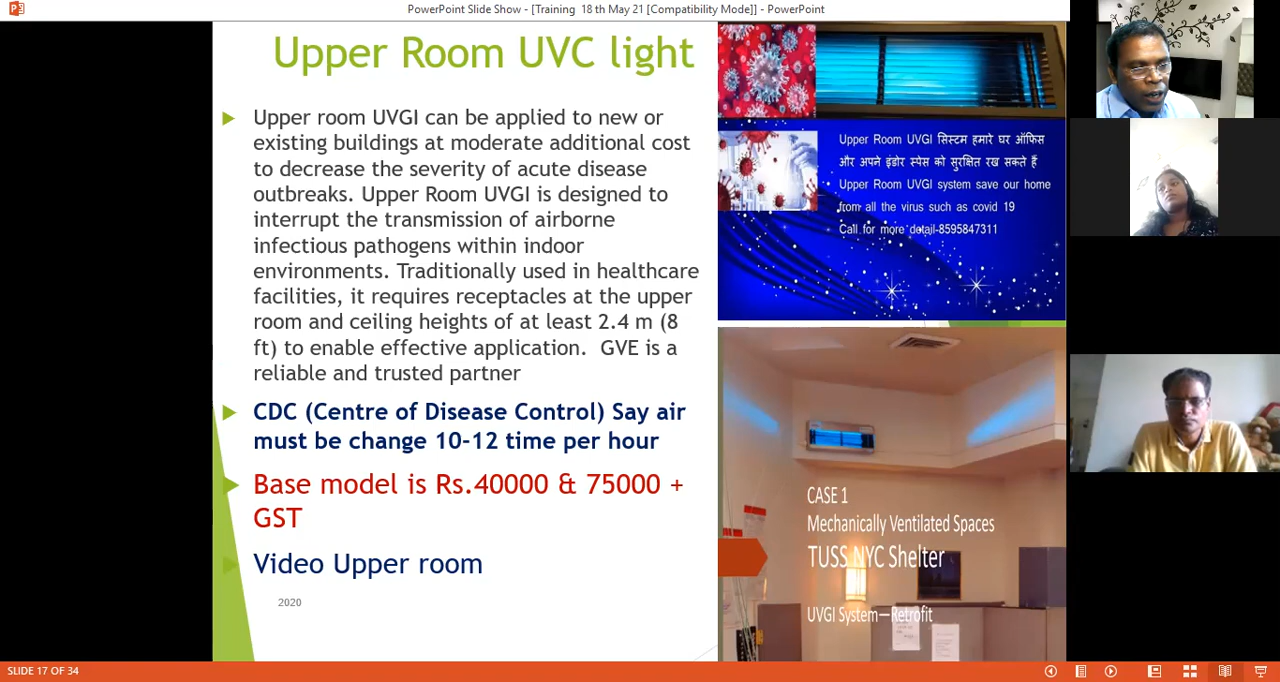 PowerPoint Slide Show - [Training 18 th May 21 [Compatibility Mode]] - PowerPoint
Upper Room UVC light
Upper room UVGI can be applied to new or
existing buildings at moderate additional cost
to decrease the severity of acute disease
outbreaks. Upper Room UVGI is designed to
interrupt the transmission of airborne
infectious pathogens within indoor
environments. Traditionally used in healthcare
facilities, it requires receptacles at the upper
room and ceiling heights of at least 2.4 m (8
ft) to enable effective application. GVE is a
reliable and trusted partner
CDC (Centre of Disease Control) Say air
must be change 10-12 time per hour
Base model is Rs.40000 & 75000 +
GST
Video Upper room
2020
Upper Room UVGI सिस्टम हमारे घर ऑफिस
और अपने इंडोर स्पेस को सुरक्षित रख सकते हैं
Upper Room UVGI system save our home
from all the virus such as covid 19
Call for more detail-8595847311
CASE 1
Mechanically Ventilated Spaces
TUSS NYC Shelter
UVGI System—Retrofit
SLIDE 17 OF 34